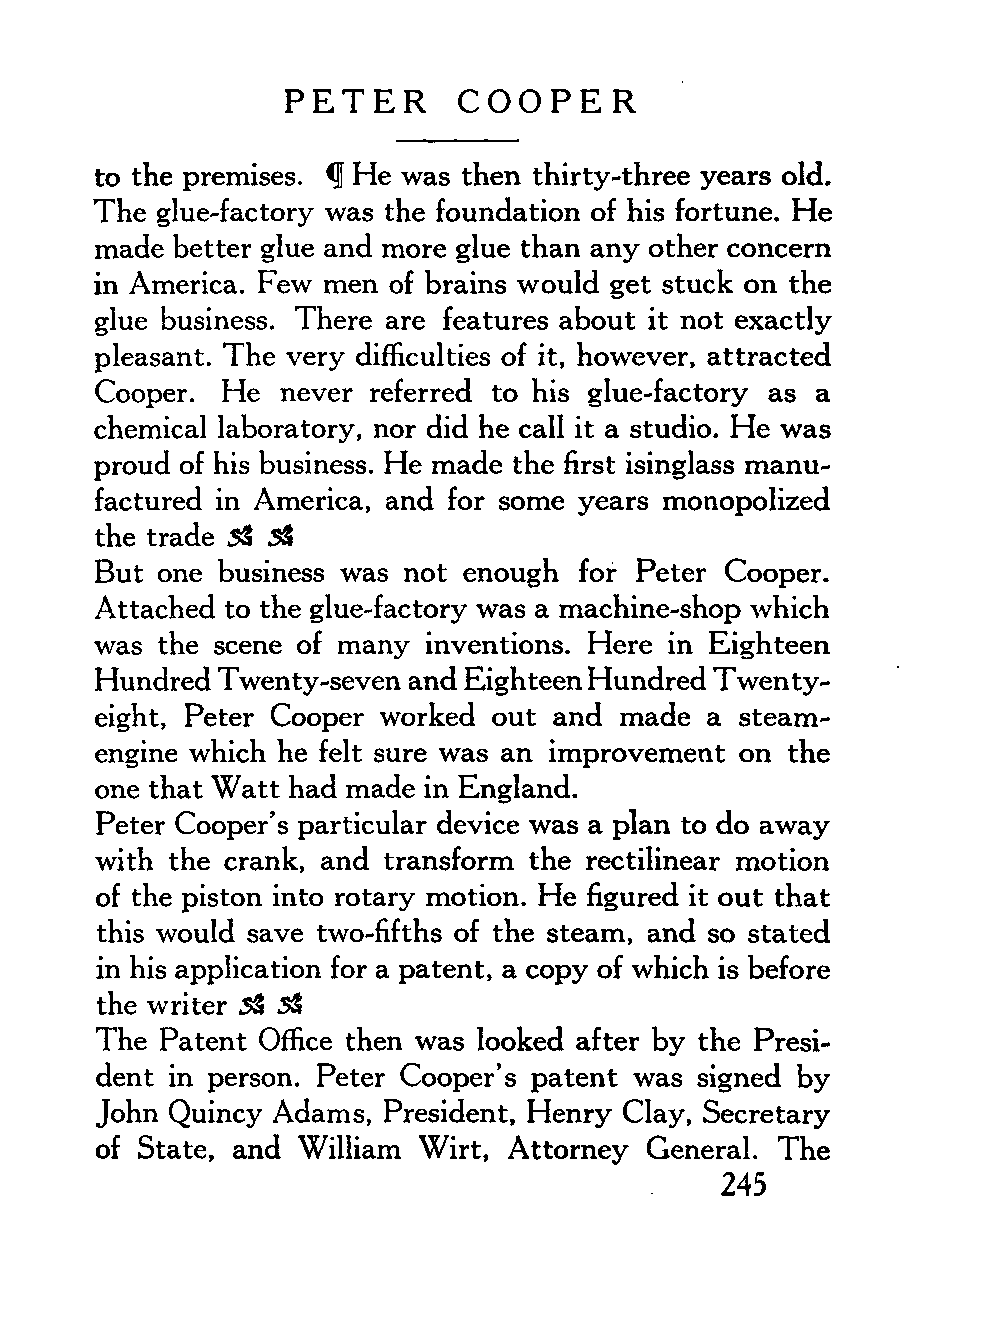 PETER COOPER
to the premises. ¶ He was then thirty-three years old.
The glue-factory was the foundation of his fortune. He
made better glue and more glue than any other concern
in America. Few men of brains would get stuck on the
glue business. There are features about it not exactly
pleasant. The very difficulties of it, however, attracted
Cooper. He never referred to his glue-factory as a
chemical laboratory, nor did he call it a studio. He was
proud of his business. He made the first isinglass manu-
factured in America, and for some years monopolized
the trade
But one business was not enough for Peter Cooper.
Attached to the glue-factory was a machine-shop which
was the scene of many inventions. Here in Eighteen
Hundred Twenty-seven and Eighteen Hundred Twenty-
eight, Peter Cooper worked out and made a steam-
engine which he felt sure was an improvement on the
one that Watt had made in England.
Peter Cooper's particular device was a plan to do away
with the crank, and transform the rectilinear motion
of the piston into rotary motion. He figured it out that
this would save two-fifths of the steam, and so stated
in his application for a patent, a copy of which is before
the writer
The Patent Office then was looked after by the Presi-
dent in person. Peter Cooper's patent was signed by
John Quincy Adams, President, Henry Clay, Secretary
of State, and William Wirt, Attorney General. The
245